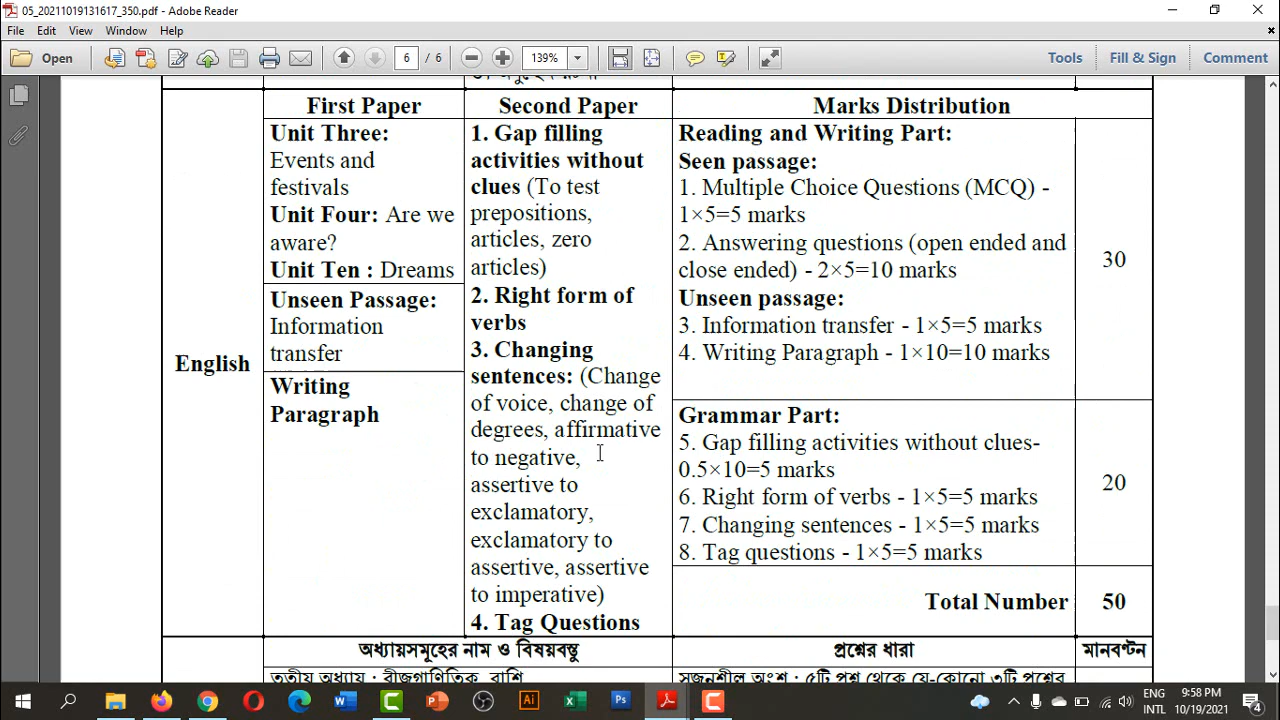 05_20211019131617_350.pdf - Adobe Reader
File Edit View Window Help
Open 6 / 6 139% Tools Fill & Sign Comment
First Paper Second Paper Marks Distribution
English
Unit Three:
Events and
festivals
Unit Four: Are we
aware?
Unit Ten : Dreams
Unseen Passage:
Information
transfer
Writing
Paragraph
1. Gap filling
activities without
clues (To test
prepositions,
articles, zero
articles)
2. Right form of
verbs
3. Changing
sentences: (Change
of voice, change of
degrees, affirmative
to negative,
assertive to
exclamatory,
exclamatory to
assertive, assertive
to imperative)
4. Tag Questions
Reading and Writing Part:
Seen passage:
1. Multiple Choice Questions (MCQ) -
1×5=5 marks
2. Answering questions (open ended and
close ended) - 2×5=10 marks
Unseen passage:
3. Information transfer - 1×5=5 marks
4. Writing Paragraph - 1×10=10 marks
30
Grammar Part:
5. Gap filling activities without clues-
0.5×10=5 marks
6. Right form of verbs - 1×5=5 marks
7. Changing sentences - 1×5=5 marks
8. Tag questions - 1×5=5 marks
20
Total Number 50
অধ্যায়সমূহের নাম ও বিষয়বস্তু প্রশ্নের ধারা মানবণ্টন
তৃতীয় অধ্যায় : বীজগাণিতিক রাশি সৃজনশীল অংশ : ৫টি প্রশ্ন থেকে যে-কোনো ৩টি প্রশ্নের
ENG 9:58 PM
INTL 10/19/2021
4